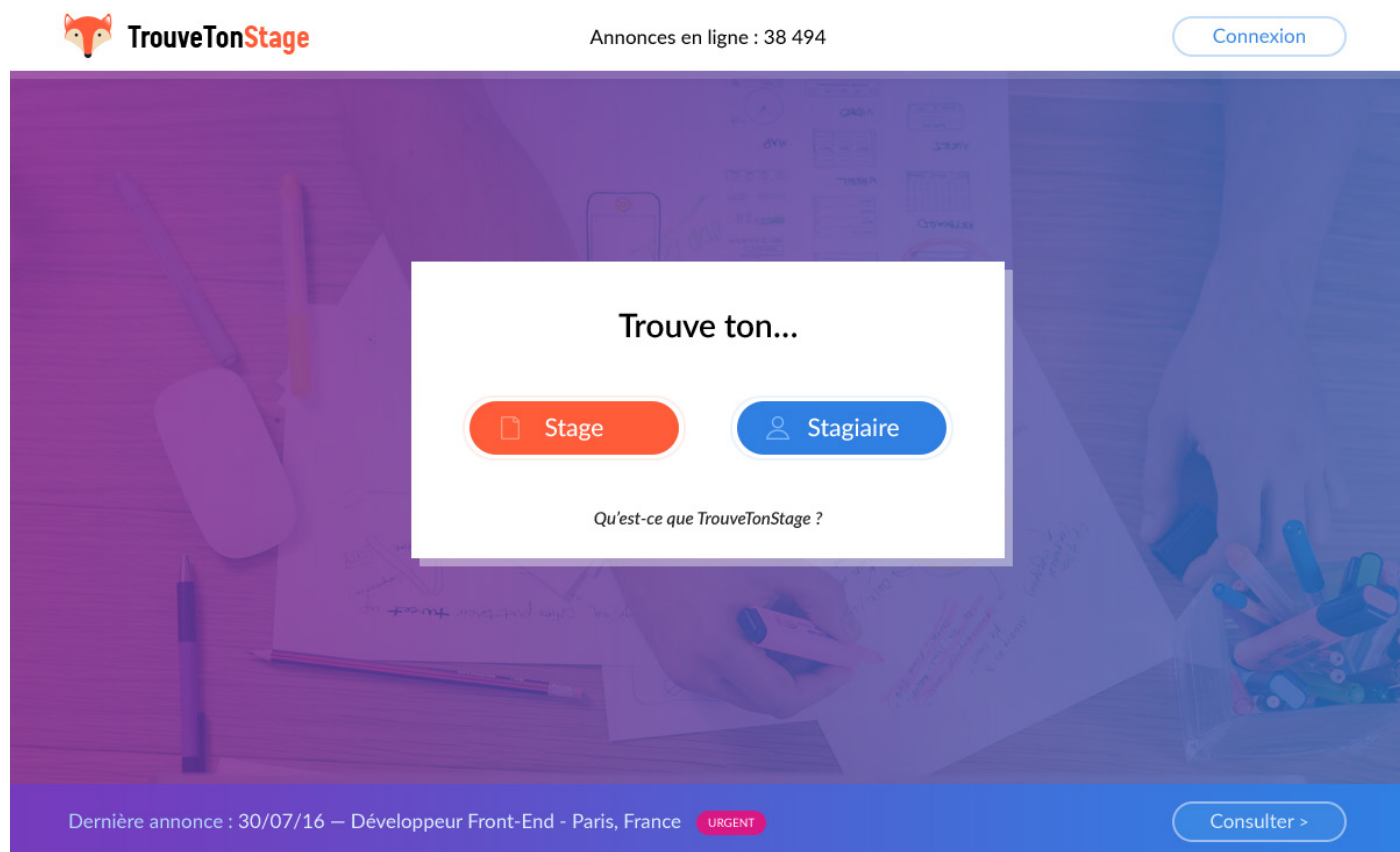 TrouveTonStage
Annonces en ligne : 38 494
Connexion
Trouve ton...
Stage
Stagiaire
Qu'est-ce que TrouveTonStage ?
Dernière annonce : 30/07/16 — Développeur Front-End - Paris, France
URGENT
Consulter >